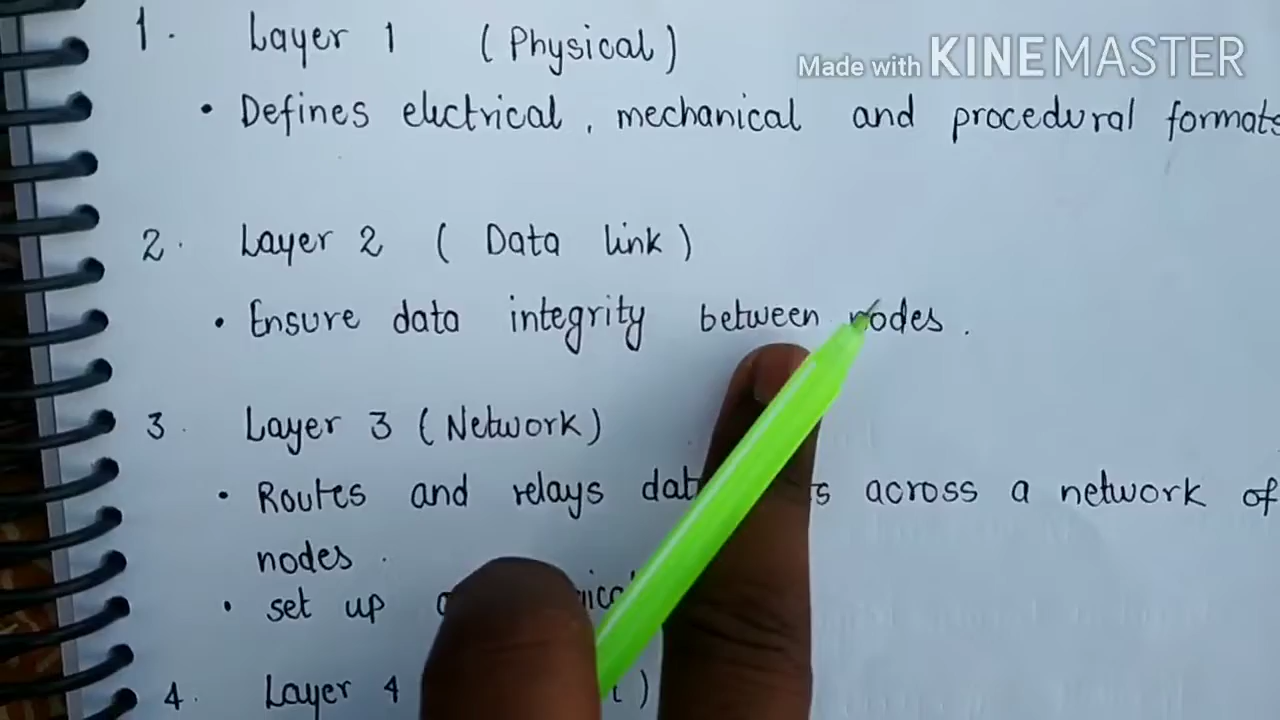 1. Layer 1 (Physical)
Made with KINEMASTER
• Defines electrical, mechanical and procedural formats
2. Layer 2 (Data link)
• Ensure data integrity between nodes.
3. Layer 3 (Network)
• Routes and relays across a network of
nodes.
• set up
4. Layer 4